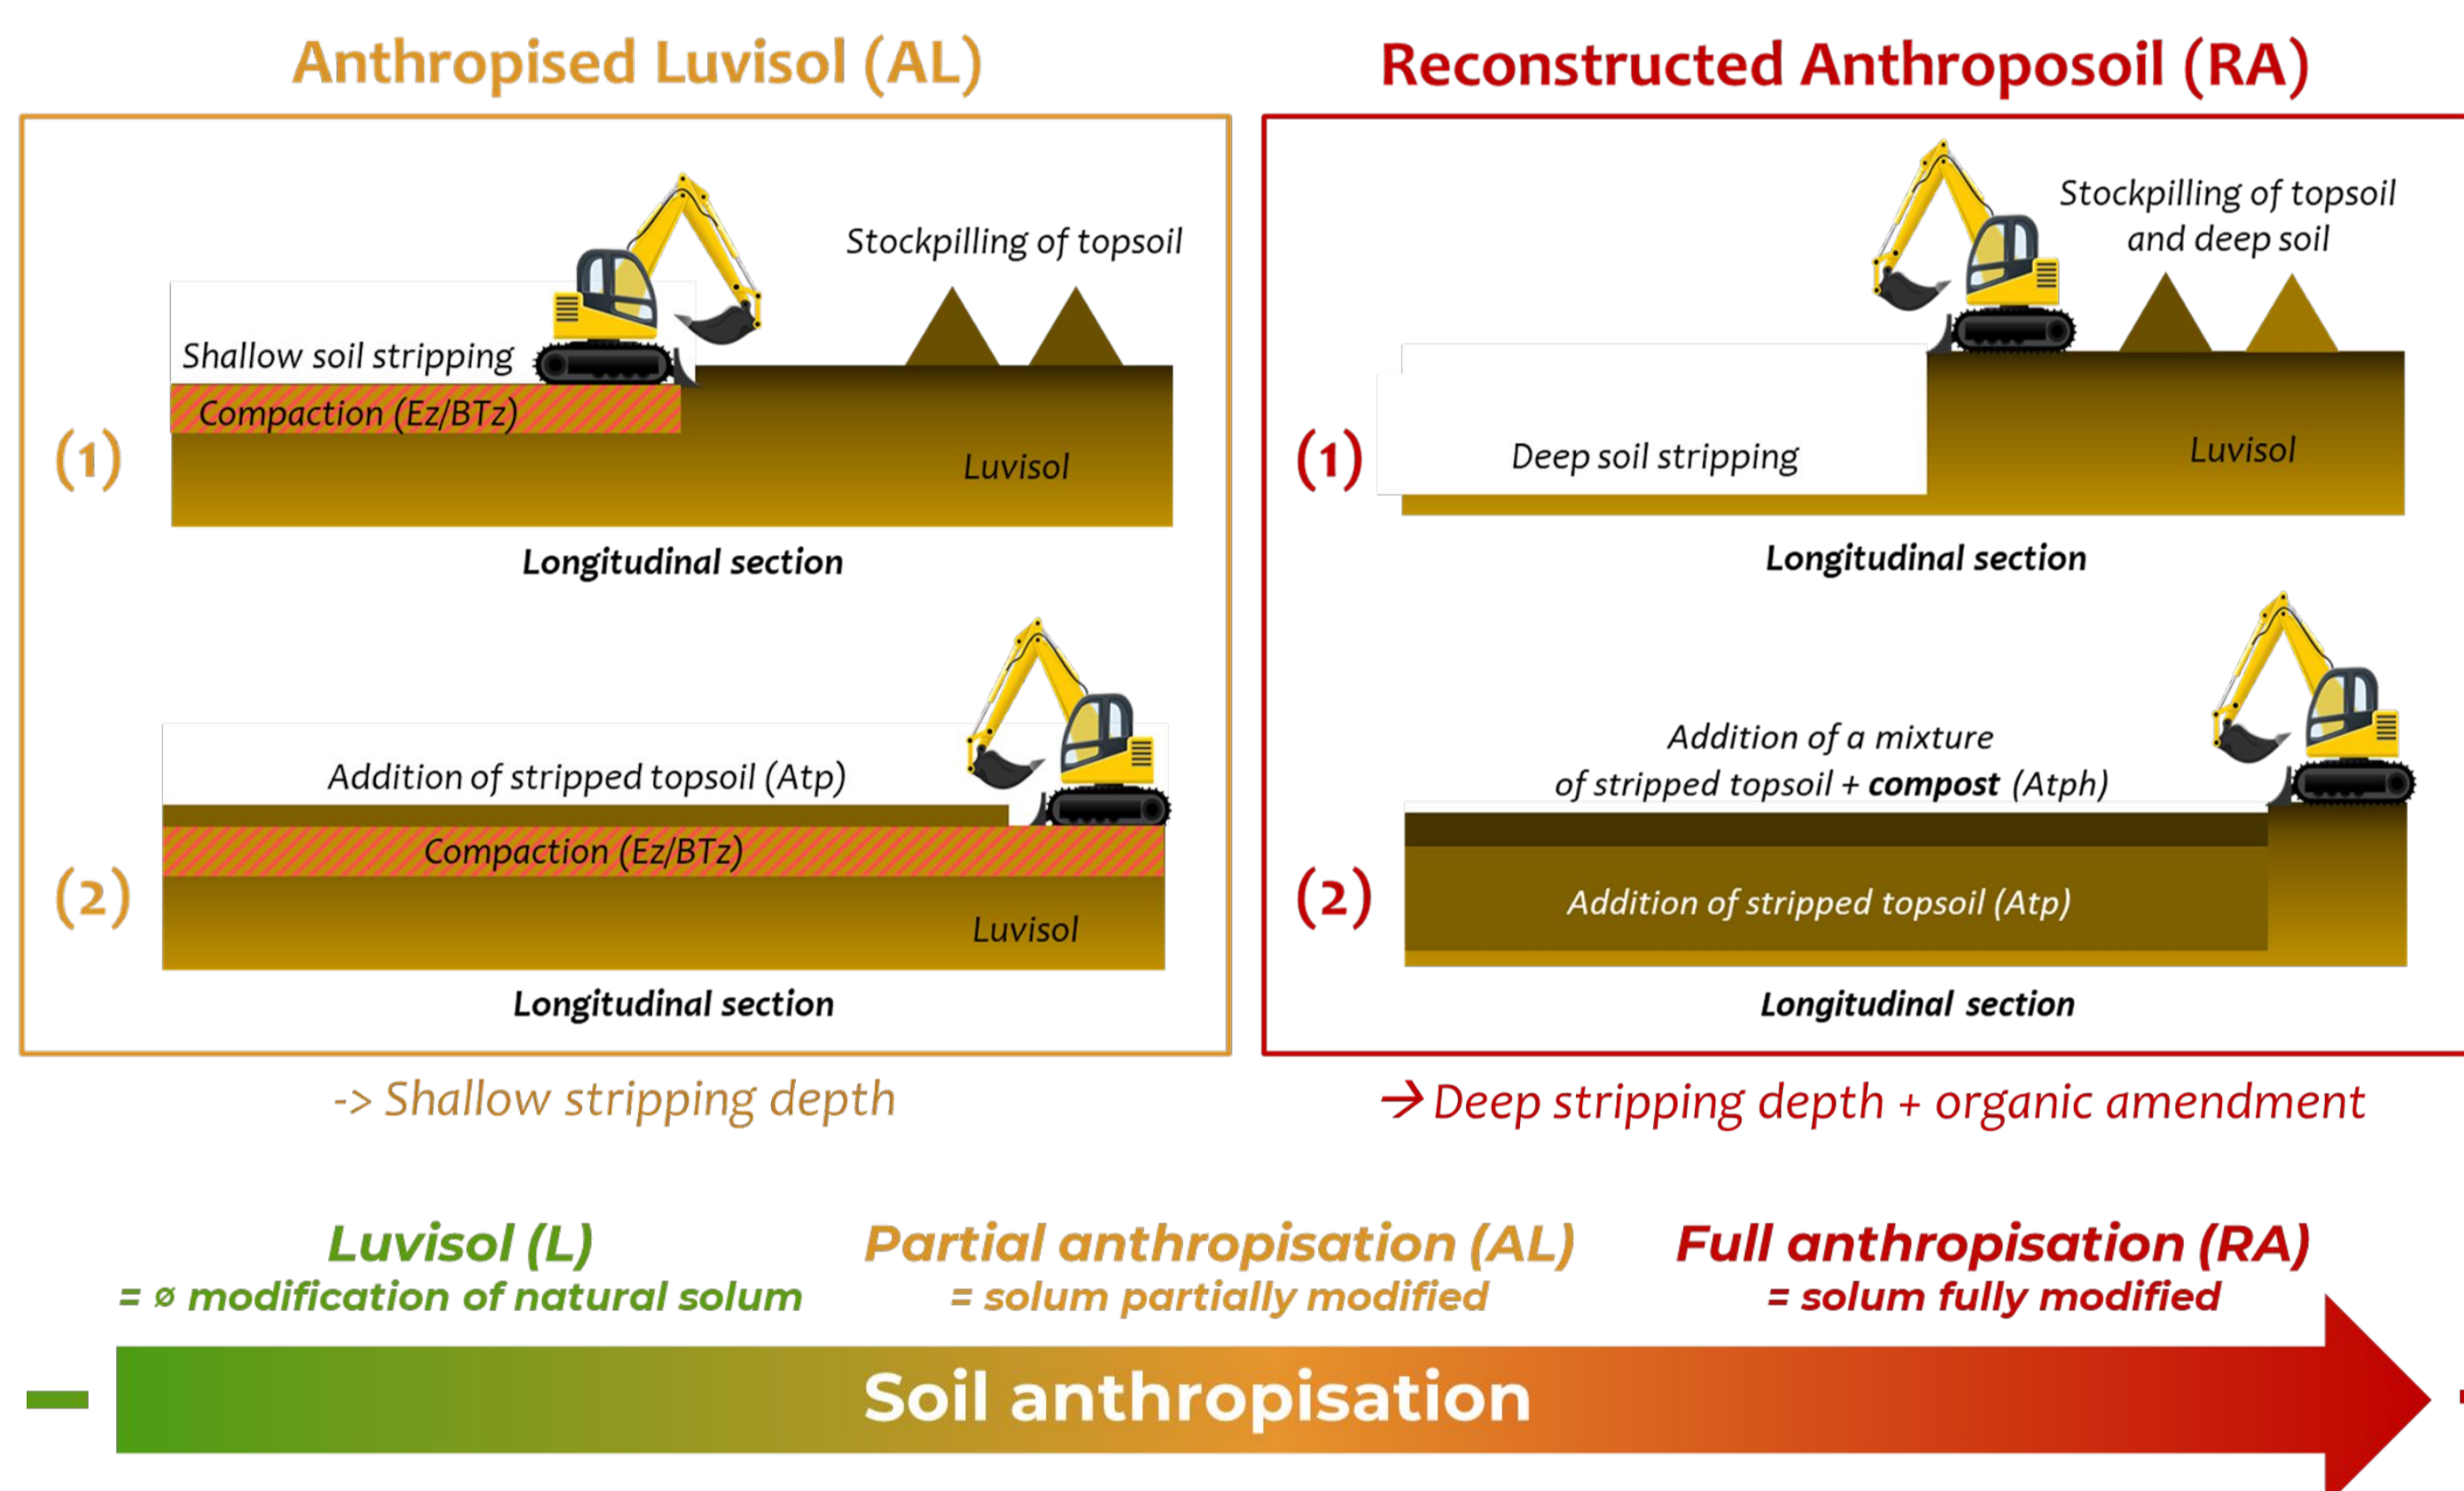 Anthropised Luvisol (AL)
Stockpilling of topsoil
Shallow soil stripping
Compaction (Ez/BTz)
(1)
Luvisol
Longitudinal section
Addition of stripped topsoil (Atp)
Compaction (Ez/BTz)
(2)
Luvisol
Longitudinal section
-> Shallow stripping depth
Reconstructed Anthroposoil (RA)
Stockpilling of topsoil
and deep soil
(1)
Deep soil stripping
Luvisol
Longitudinal section
Addition of a mixture
of stripped topsoil + compost (Atph)
(2)
Addition of stripped topsoil (Atp)
Longitudinal section
→ Deep stripping depth + organic amendment
Luvisol (L)
= ø modification of natural solum
Partial anthropisation (AL)
= solum partially modified
Full anthropisation (RA)
= solum fully modified
–
Soil anthropisation